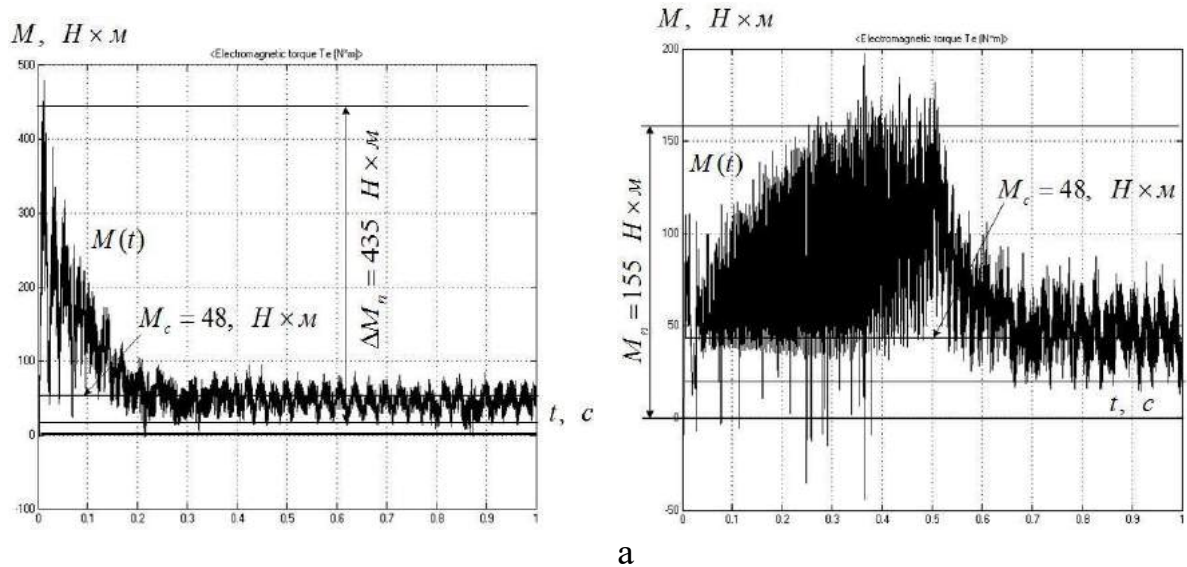 M, H×м
<Electromagnetic torque Te (N*m)>
500
400
300
200
100
0
-100
0 0.1 0.2 0.3 0.4 0.5 0.6 0.7 0.8 0.9 1
M(t)
M_c = 48, H×м
ΔM_n = 435 H×м
t, c
M, H×м
<Electromagnetic torque Te (N*m)>
200
150
100
50
0
-50
0 0.1 0.2 0.3 0.4 0.5 0.6 0.7 0.8 0.9 1
M(t)
M_c = 48, H×м
M_n = 155 H×м
t, c
а